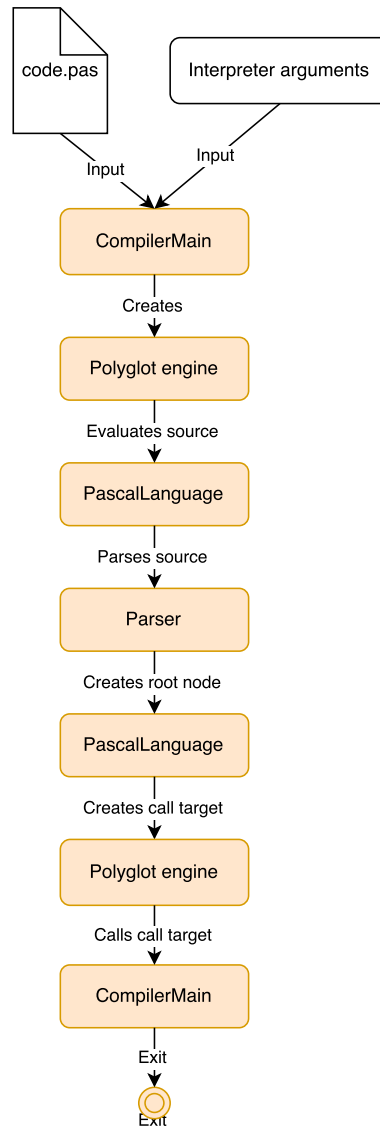 code.pas
Interpreter arguments
Input
Input
CompilerMain
Creates
Polyglot engine
Evaluates source
PascalLanguage
Parses source
Parser
Creates root node
PascalLanguage
Creates call target
Polyglot engine
Calls call target
CompilerMain
Exit
Exit